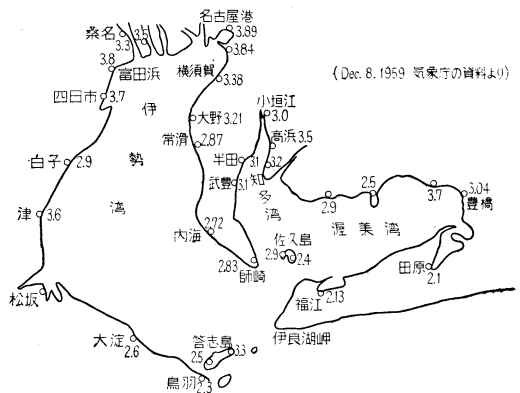 名古屋港
3.89
3.84
桑名
3.3
3.5
3.8
富田浜
横須賀
3.38
(Dec. 8. 1959 気象庁の資料より)
四日市
3.7
伊勢湾
大野 3.21
小垣江
3.0
常滑
2.87
高浜 3.5
白子
2.9
半田
3.1
3.2
武豊
3.1
知多湾
2.9
2.5
3.7
3.04
豊橋
津
3.6
内海
2.72
佐久島
2.9
2.4
渥美湾
2.83
師崎
田原
2.1
松坂
福江
2.13
伊良湖岬
大淀
2.6
答志島
2.5
3.3
鳥羽
2.3